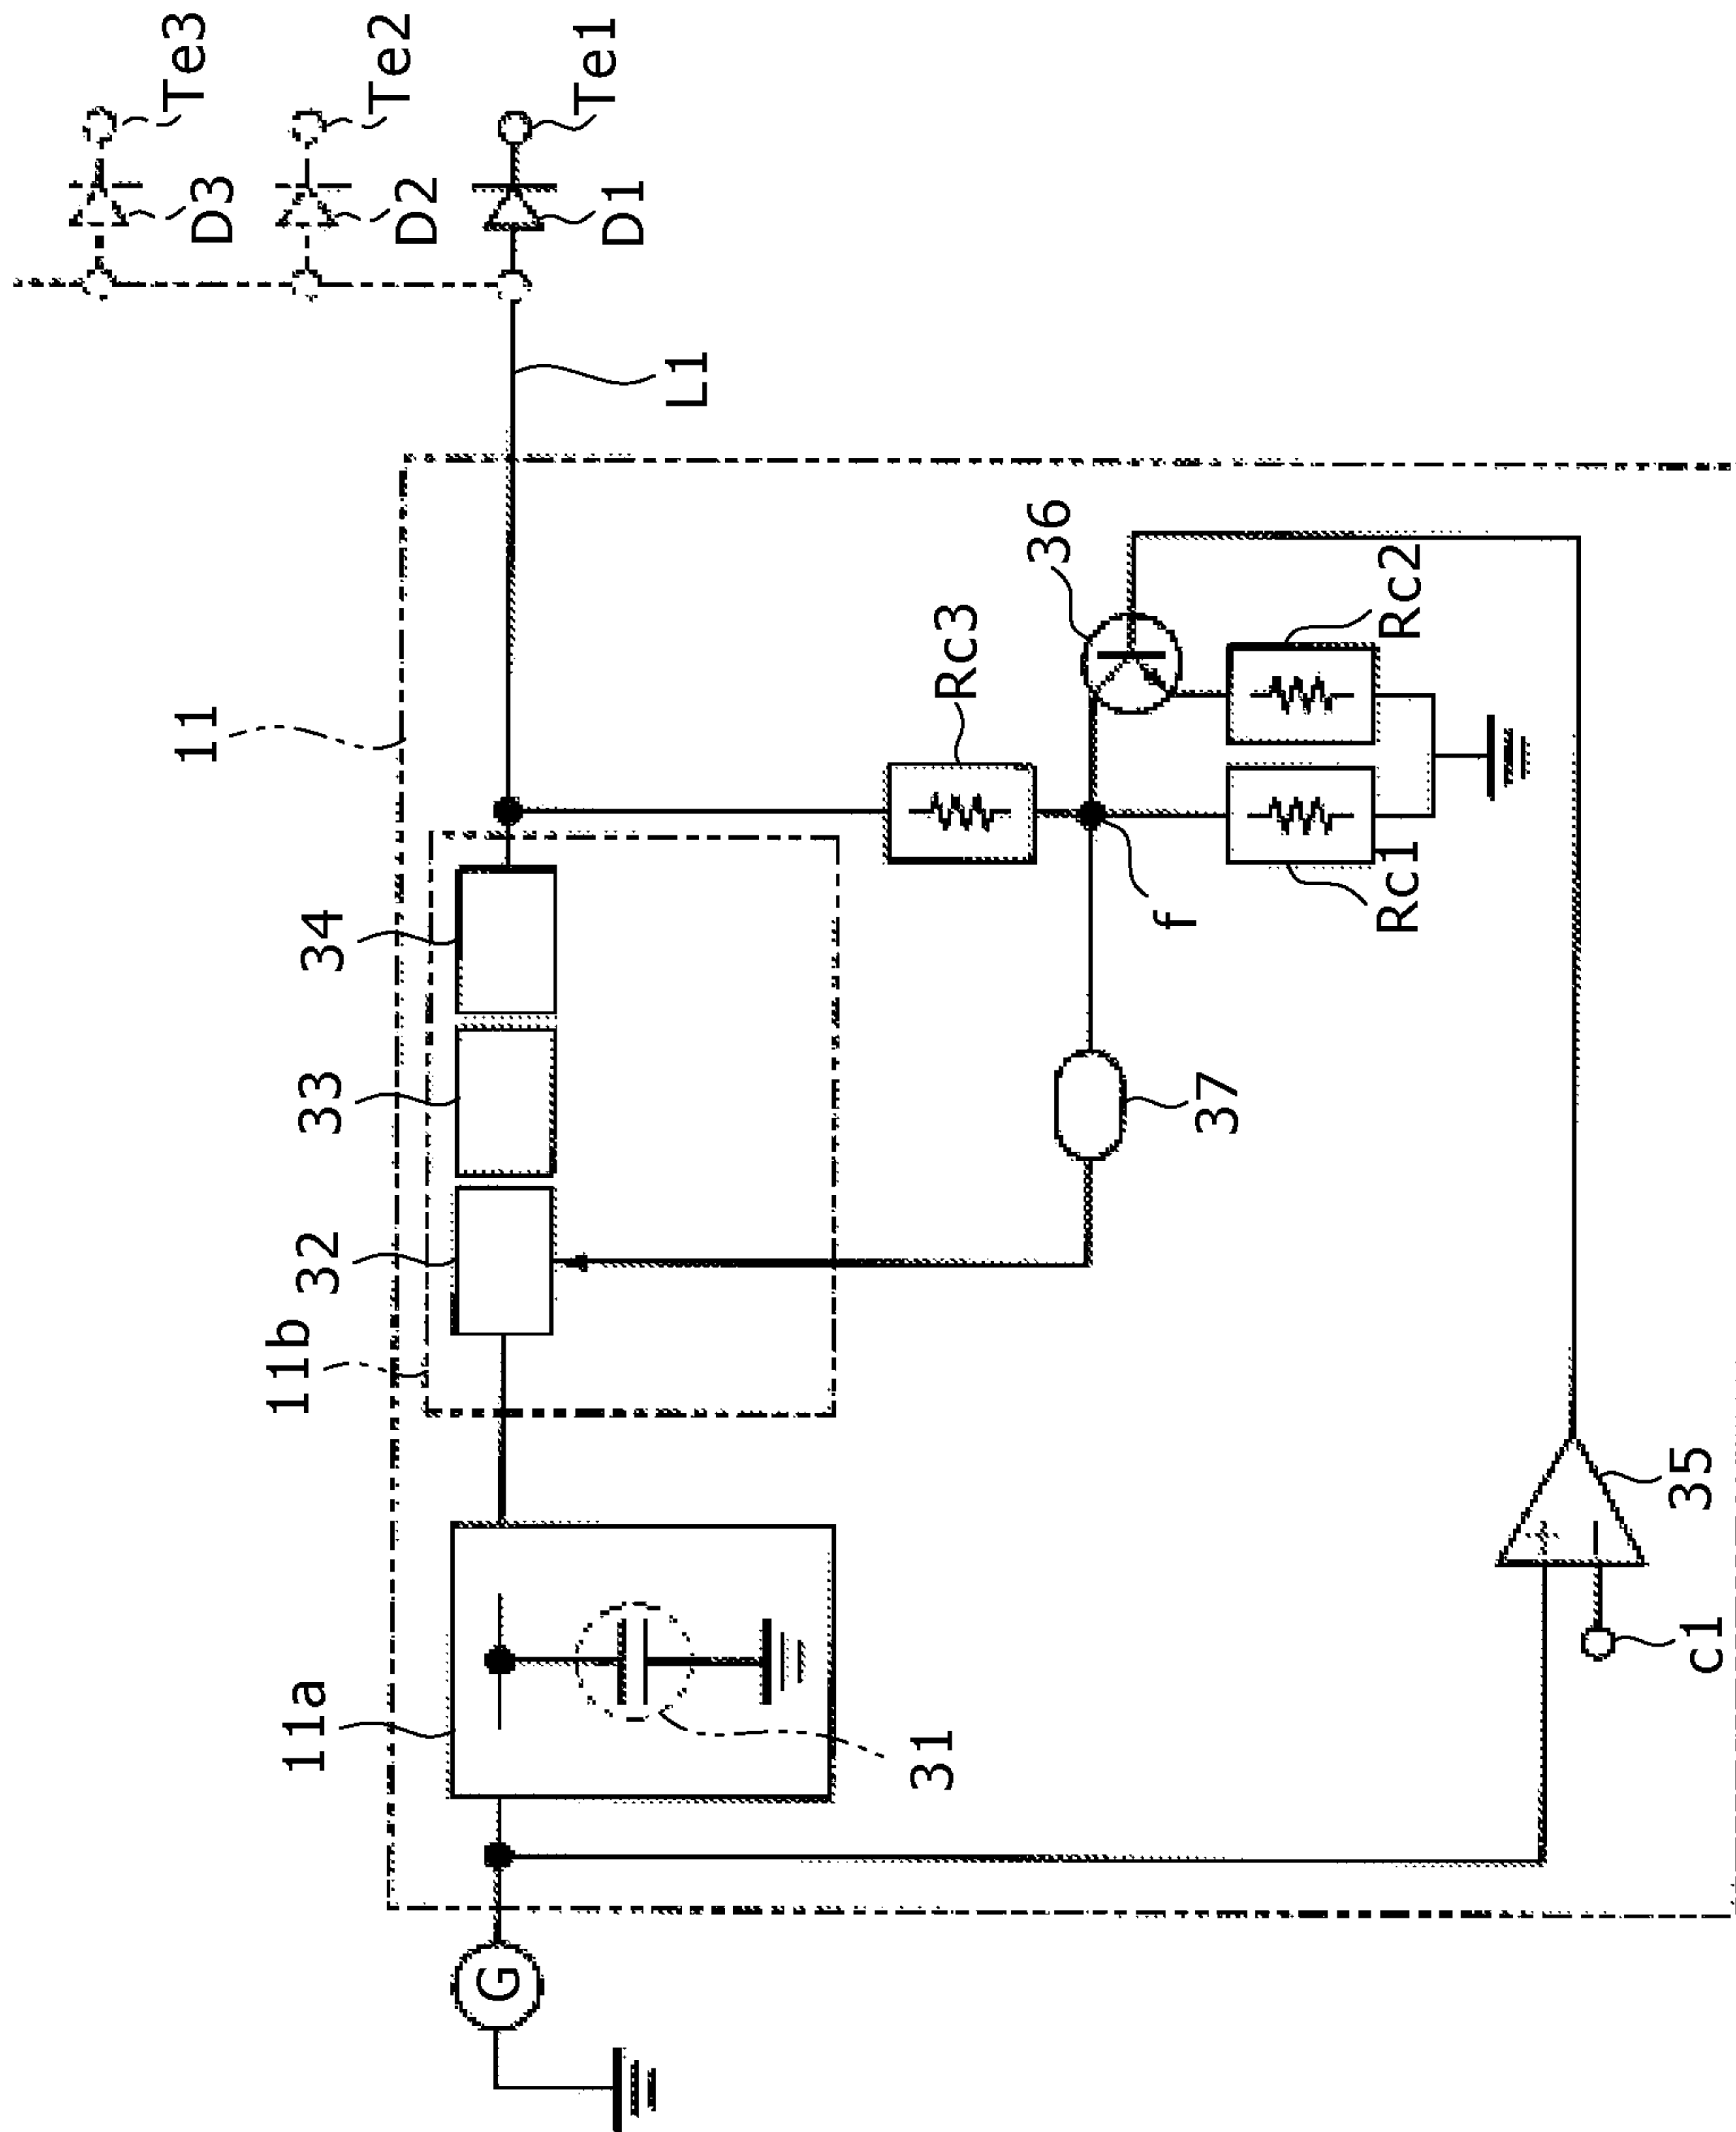 Te3
D3
Te2
D2
Te1
D1
L1
11
36
Rc2
Rc3
Rc1
f
34
33
32
37
11b
11a
31
35
c1
+
−
G